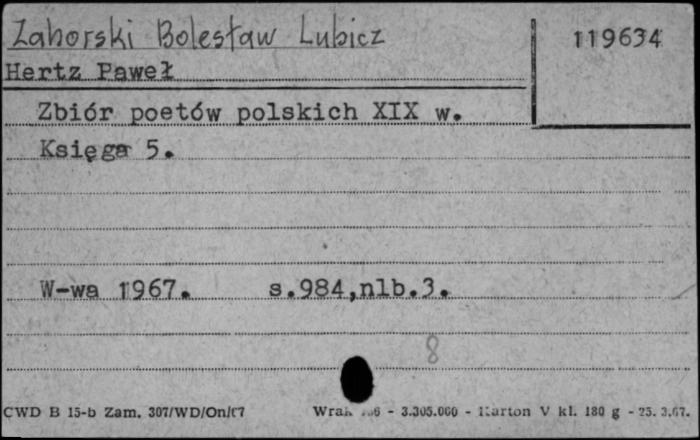 Zahorski Bolesław Lubicz
119634
Hertz Paweł
Zbiór poetów polskich XIX w.
Księga 5.
W-wa 1967. s.984,nlb.3.
8
CWD B 15-b Zam. 307/WD/On/67 - 3.305.000 - Karton V kl. 180 g - 25. 3.67.